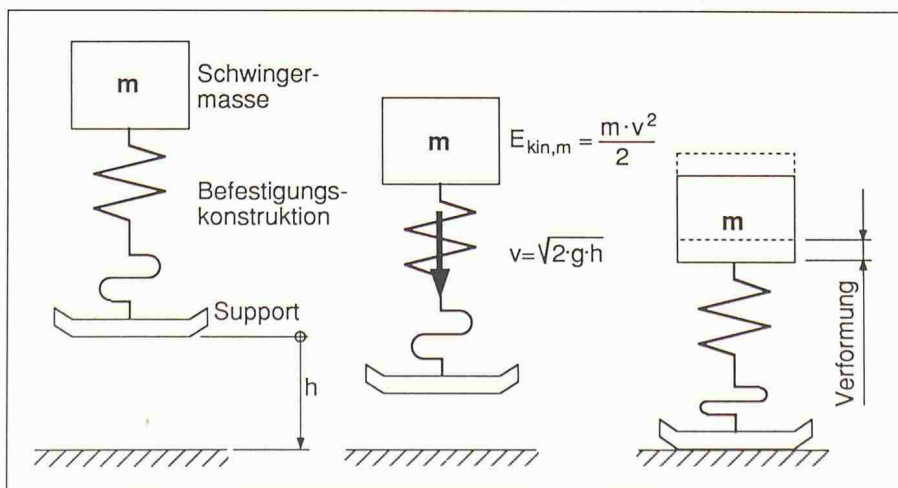 m
Schwinger-
masse
Befestigungs-
konstruktion
Support
h
m
E_kin,m = m·v²/2
v=√2·g·h
m
Verformung